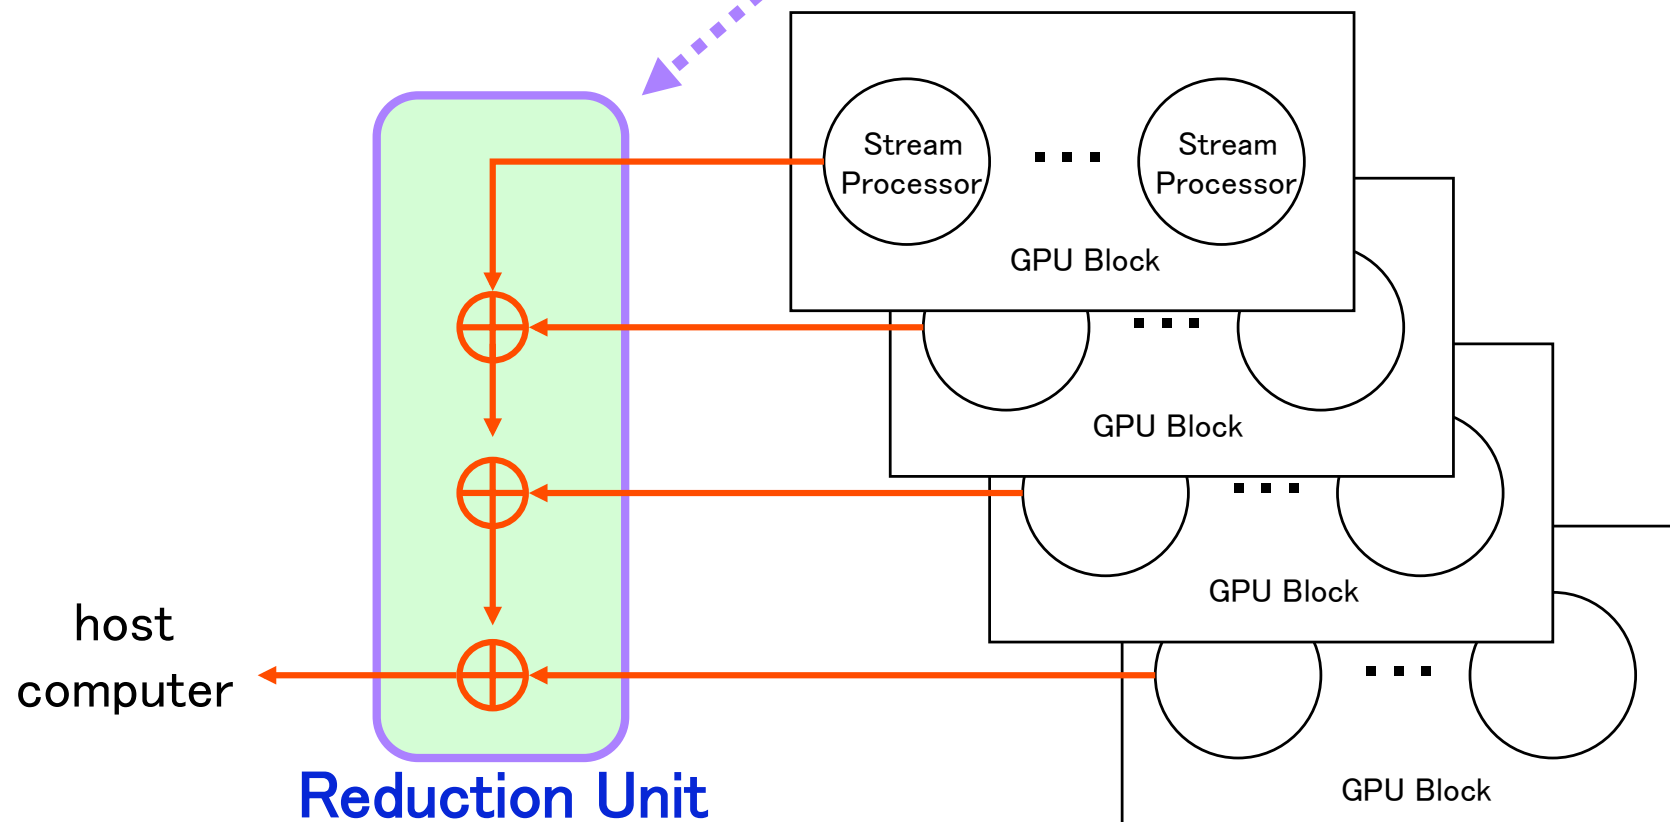 Stream
Processor
Stream
Processor
GPU Block
GPU Block
GPU Block
host
computer
GPU Block
Reduction Unit